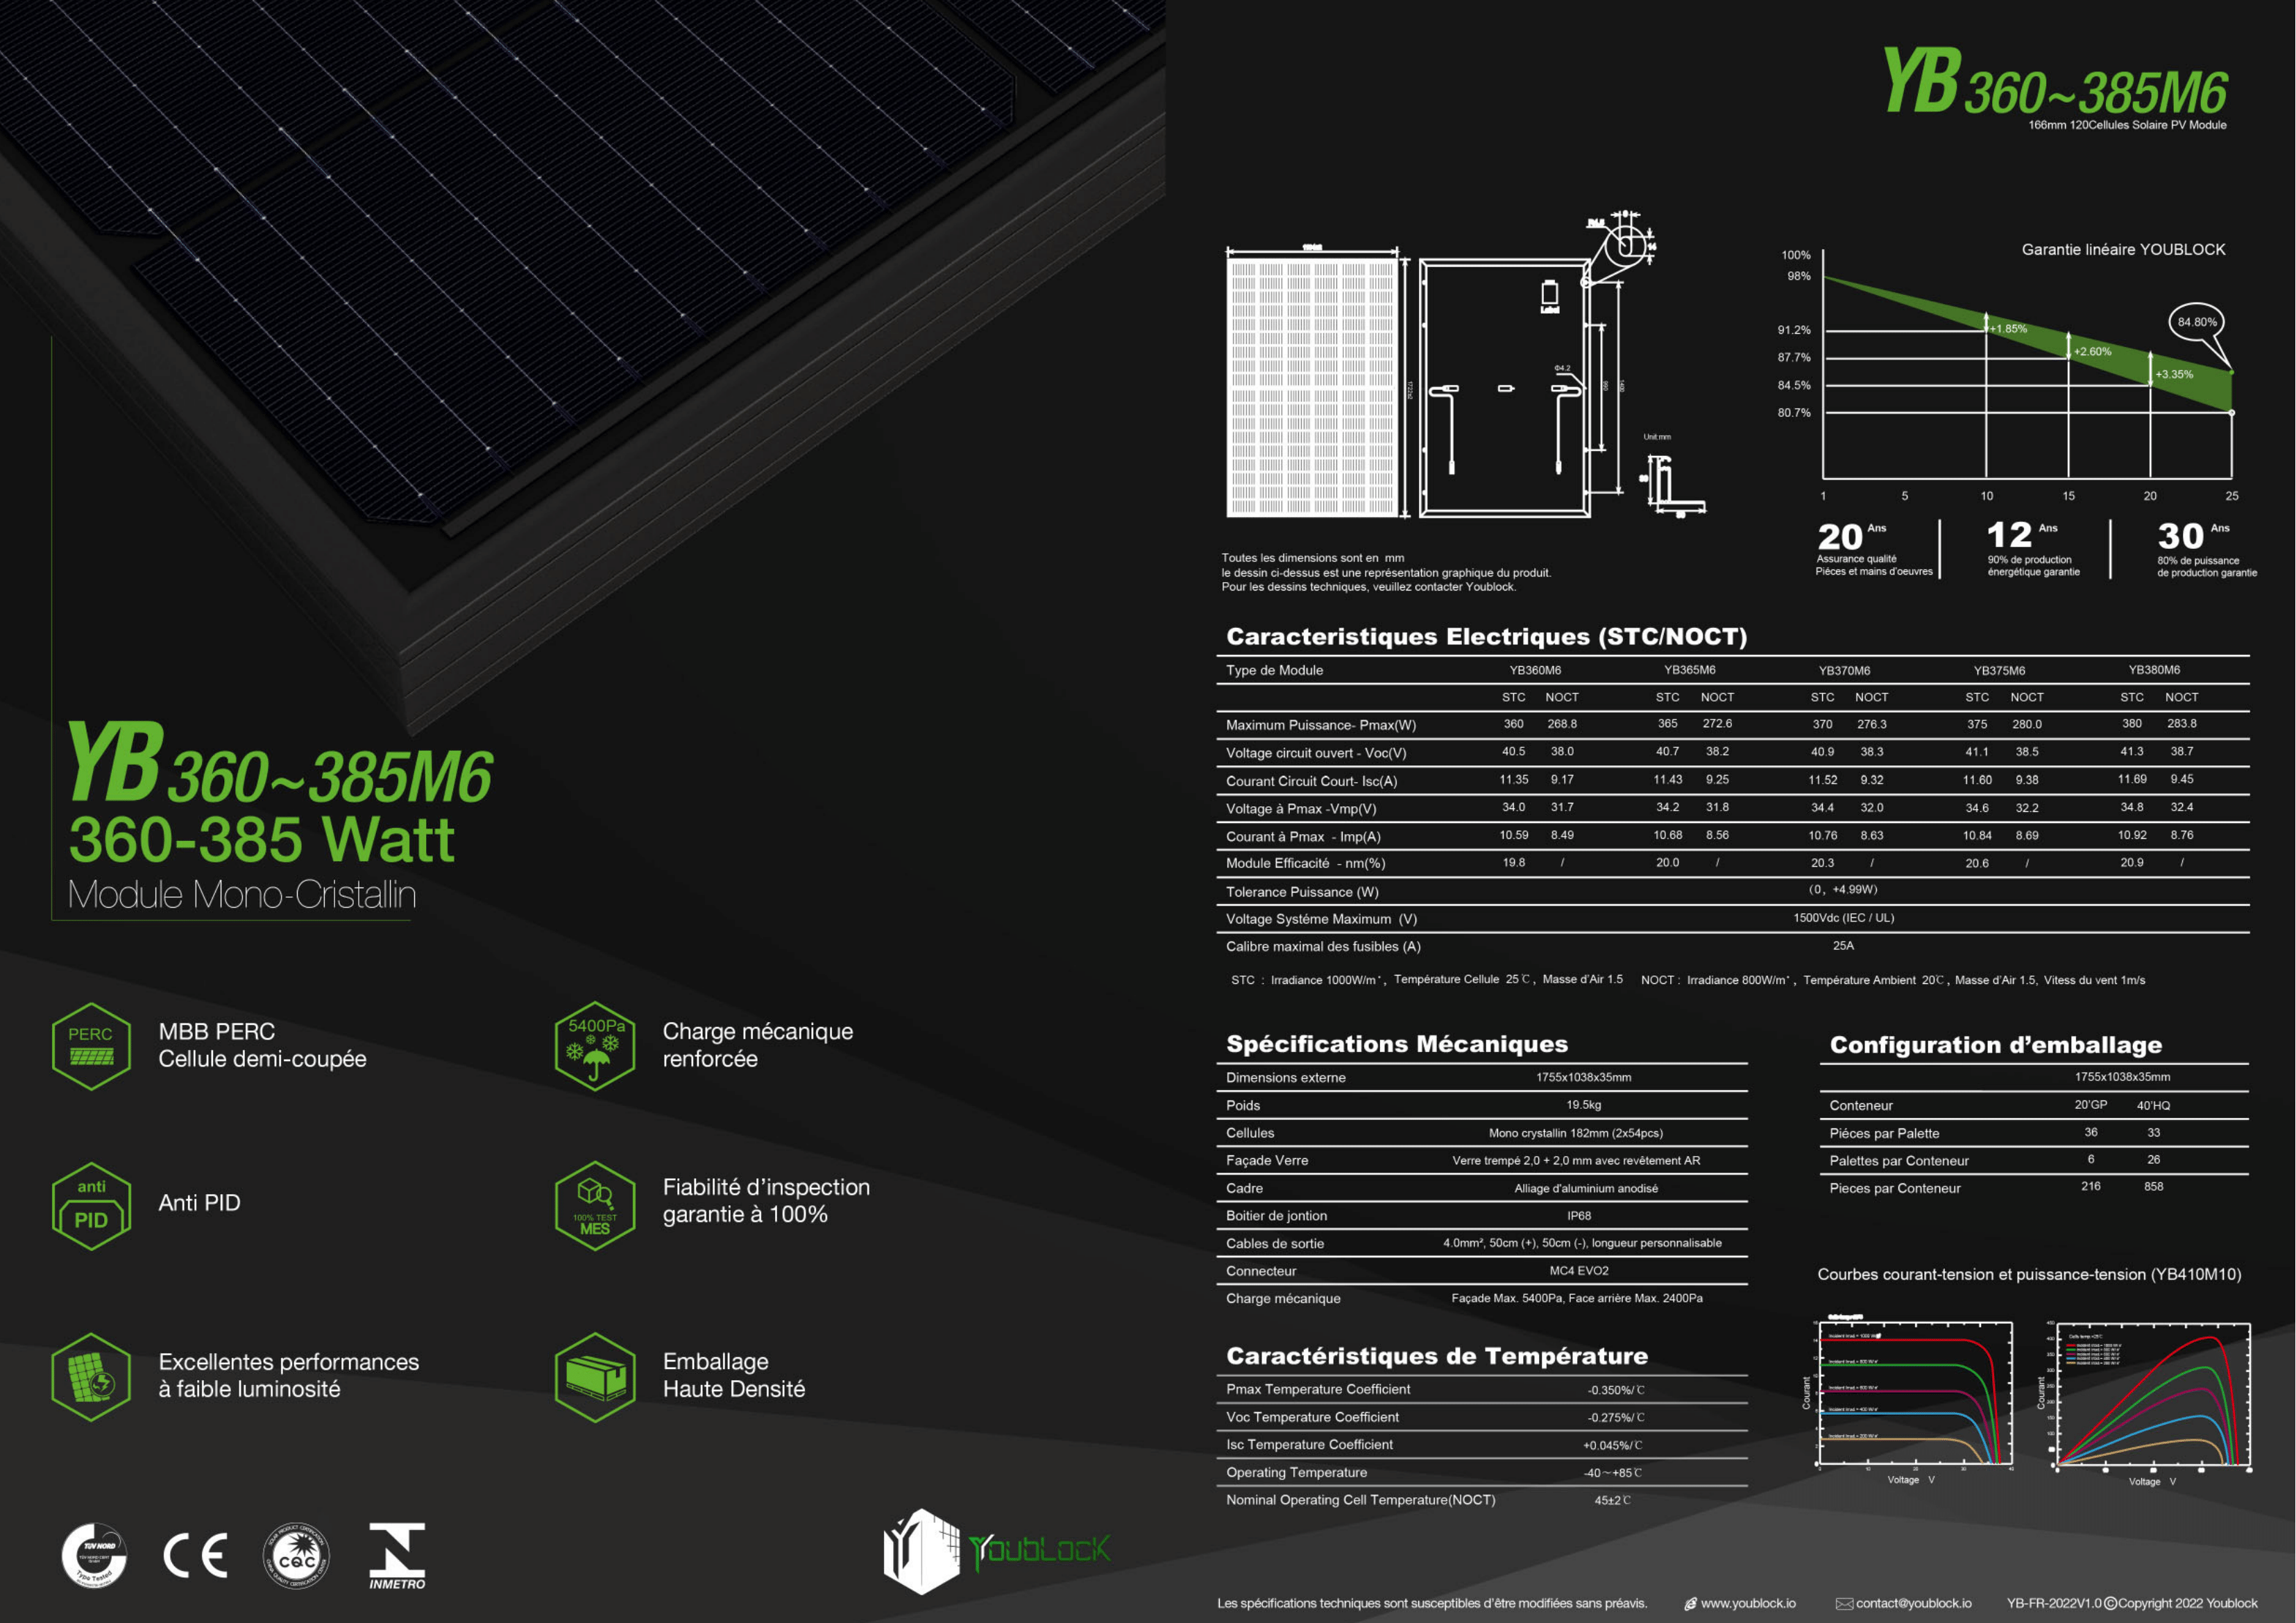 YB 360~385M6
360-385 Watt
Module Mono-Cristallin
PERC
MBB PERC
Cellule demi-coupée
5400Pa
Charge mécanique
renforcée
anti
PID
Anti PID
100% TEST
MES
Fiabilité d'inspection
garantie à 100%
Excellentes performances
à faible luminosité
Emballage
Haute Densité
TÜV NORD
Type Tested
CE
CQC
INMETRO
YoubLocK
YB 360~385M6
166mm 120Cellules Solaire PV Module
Label
Φ4.2
Unit:mm
Toutes les dimensions sont en mm
le dessin ci-dessus est une représentation graphique du produit.
Pour les dessins techniques, veuillez contacter Youblock.
Garantie linéaire YOUBLOCK
100%
98%
91.2%
87.7%
84.5%
80.7%
+1.85%
+2.60%
+3.35%
84.80%
1 5 10 15 20 25
20 Ans
Assurance qualité
Piéces et mains d'oeuvres
12 Ans
90% de production
énergétique garantie
30 Ans
80% de puissance
de production garantie
Caracteristiques Electriques (STC/NOCT)
Type de Module YB360M6 YB365M6 YB370M6 YB375M6 YB380M6
STC NOCT STC NOCT STC NOCT STC NOCT STC NOCT
Maximum Puissance- Pmax(W) 360 268.8 365 272.6 370 276.3 375 280.0 380 283.8
Voltage circuit ouvert - Voc(V) 40.5 38.0 40.7 38.2 40.9 38.3 41.1 38.5 41.3 38.7
Courant Circuit Court- Isc(A) 11.35 9.17 11.43 9.25 11.52 9.32 11.60 9.38 11.69 9.45
Voltage à Pmax -Vmp(V) 34.0 31.7 34.2 31.8 34.4 32.0 34.6 32.2 34.8 32.4
Courant à Pmax - Imp(A) 10.59 8.49 10.68 8.56 10.76 8.63 10.84 8.69 10.92 8.76
Module Efficacité - nm(%) 19.8 / 20.0 / 20.3 / 20.6 / 20.9 /
Tolerance Puissance (W) (0, +4.99W)
Voltage Systéme Maximum (V) 1500Vdc (IEC / UL)
Calibre maximal des fusibles (A) 25A
STC : Irradiance 1000W/m², Température Cellule 25℃, Masse d'Air 1.5 NOCT : Irradiance 800W/m², Température Ambient 20℃, Masse d'Air 1.5, Vitess du vent 1m/s
Spécifications Mécaniques
Dimensions externe 1755x1038x35mm
Poids 19.5kg
Cellules Mono crystallin 182mm (2x54pcs)
Façade Verre Verre trempé 2,0 + 2,0 mm avec revêtement AR
Cadre Alliage d'aluminium anodisé
Boitier de jontion IP68
Cables de sortie 4.0mm², 50cm (+), 50cm (-), longueur personnalisable
Connecteur MC4 EVO2
Charge mécanique Façade Max. 5400Pa, Face arrière Max. 2400Pa
Configuration d'emballage
1755x1038x35mm
Conteneur 20'GP 40'HQ
Piéces par Palette 36 33
Palettes par Conteneur 6 26
Pieces par Conteneur 216 858
Caractéristiques de Température
Pmax Temperature Coefficient -0.350%/℃
Voc Temperature Coefficient -0.275%/℃
Isc Temperature Coefficient +0.045%/℃
Operating Temperature -40～+85℃
Nominal Operating Cell Temperature(NOCT) 45±2℃
Courbes courant-tension et puissance-tension (YB410M10)
Courant
Voltage V
Courant
Voltage V
Les spécifications techniques sont susceptibles d'être modifiées sans préavis.
www.youblock.io
contact@youblock.io
YB-FR-2022V1.0©Copyright 2022 Youblock